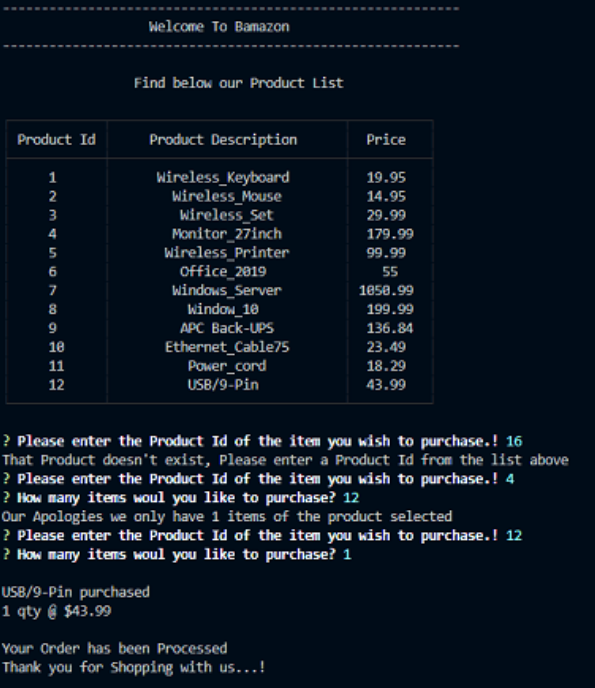 Welcome To Bamazon
Find below our Product List
Product Id Product Description Price
1 Wireless_Keyboard 19.95
2 Wireless_Mouse 14.95
3 Wireless_Set 29.99
4 Monitor_27inch 179.99
5 Wireless_Printer 99.99
6 Office_2019 55
7 Windows_Server 1050.99
8 Window_10 199.99
9 APC Back-UPS 136.84
10 Ethernet_Cable75 23.49
11 Power_cord 18.29
12 USB/9-Pin 43.99
? Please enter the Product Id of the item you wish to purchase.! 16
That Product doesn't exist, Please enter a Product Id from the list above
? Please enter the Product Id of the item you wish to purchase.! 4
? How many items woul you like to purchase? 12
Our Apologies we only have 1 items of the product selected
? Please enter the Product Id of the item you wish to purchase.! 12
? How many items woul you like to purchase? 1
USB/9-Pin purchased
1 qty @ $43.99
Your Order has been Processed
Thank you for Shopping with us...!